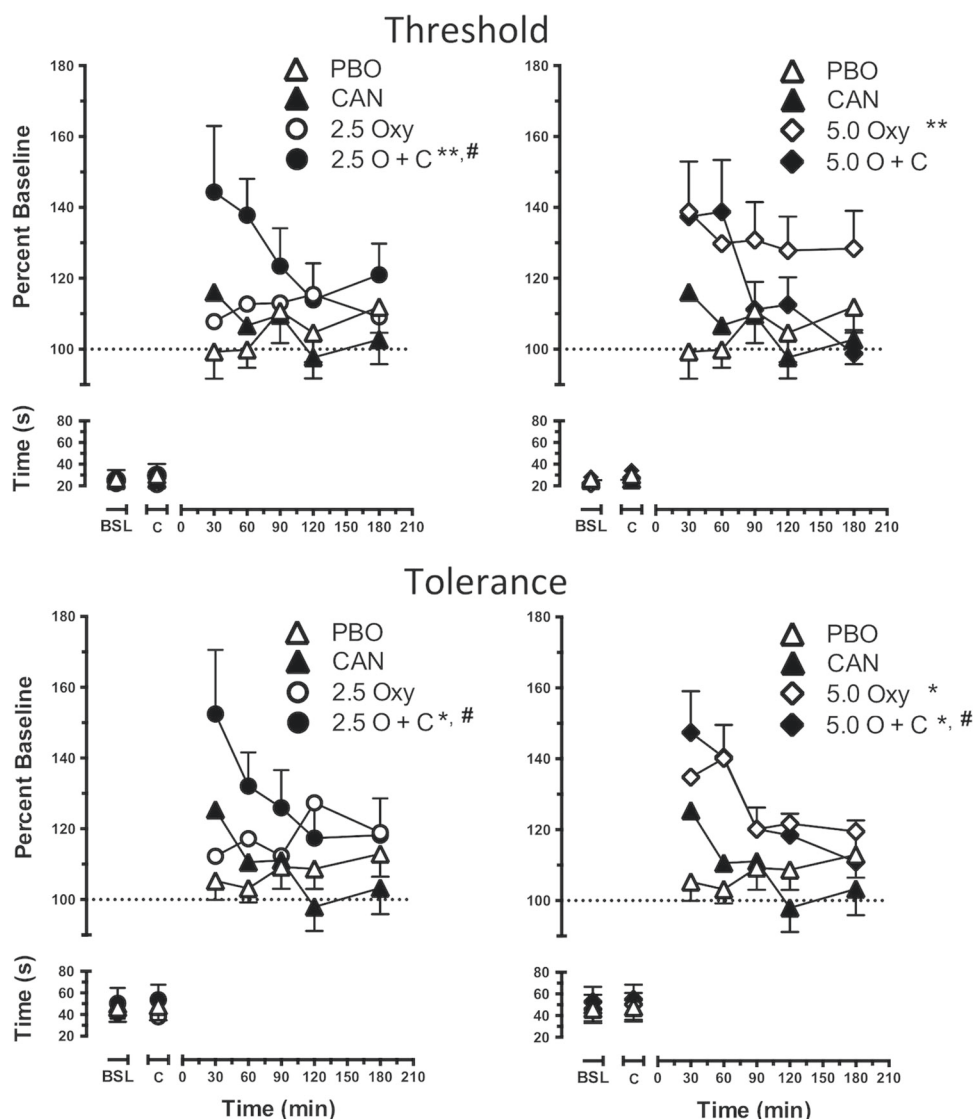 Threshold
180
160
140
120
100
Percent Baseline
PBO
CAN
2.5 Oxy
2.5 O + C **, #
80
60
40
20
Time (s)
BSL
C
0 30 60 90 120 150 180 210
180
160
140
120
100
PBO
CAN
5.0 Oxy **
5.0 O + C
80
60
40
20
BSL
C
0 30 60 90 120 150 180 210
Tolerance
180
160
140
120
100
Percent Baseline
PBO
CAN
2.5 Oxy
2.5 O + C *, #
80
60
40
20
Time (s)
BSL
C
0 30 60 90 120 150 180 210
Time (min)
180
160
140
120
100
PBO
CAN
5.0 Oxy *
5.0 O + C *, #
80
60
40
20
BSL
C
0 30 60 90 120 150 180 210
Time (min)